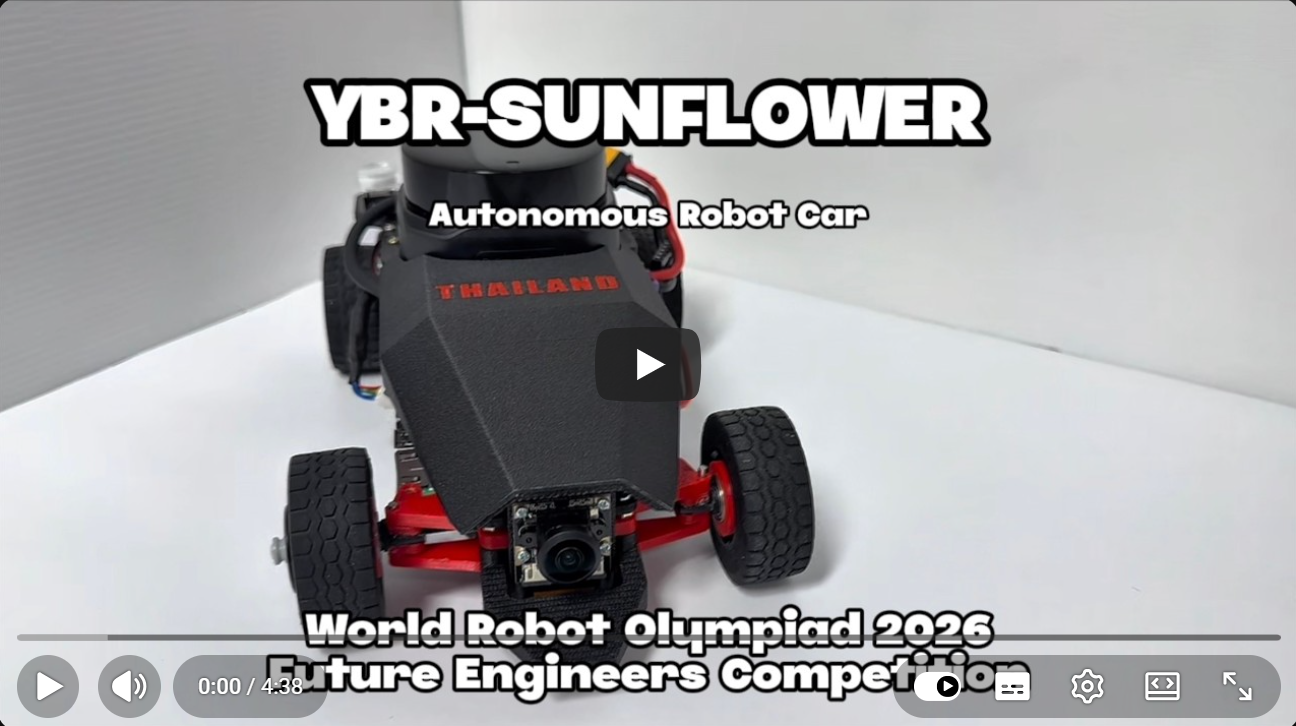 YBR-SUNFLOWER
Autonomous Robot Car
THAILAND
World Robot Olympiad 2026
Future Engineers Competition
0:00 / 4:38